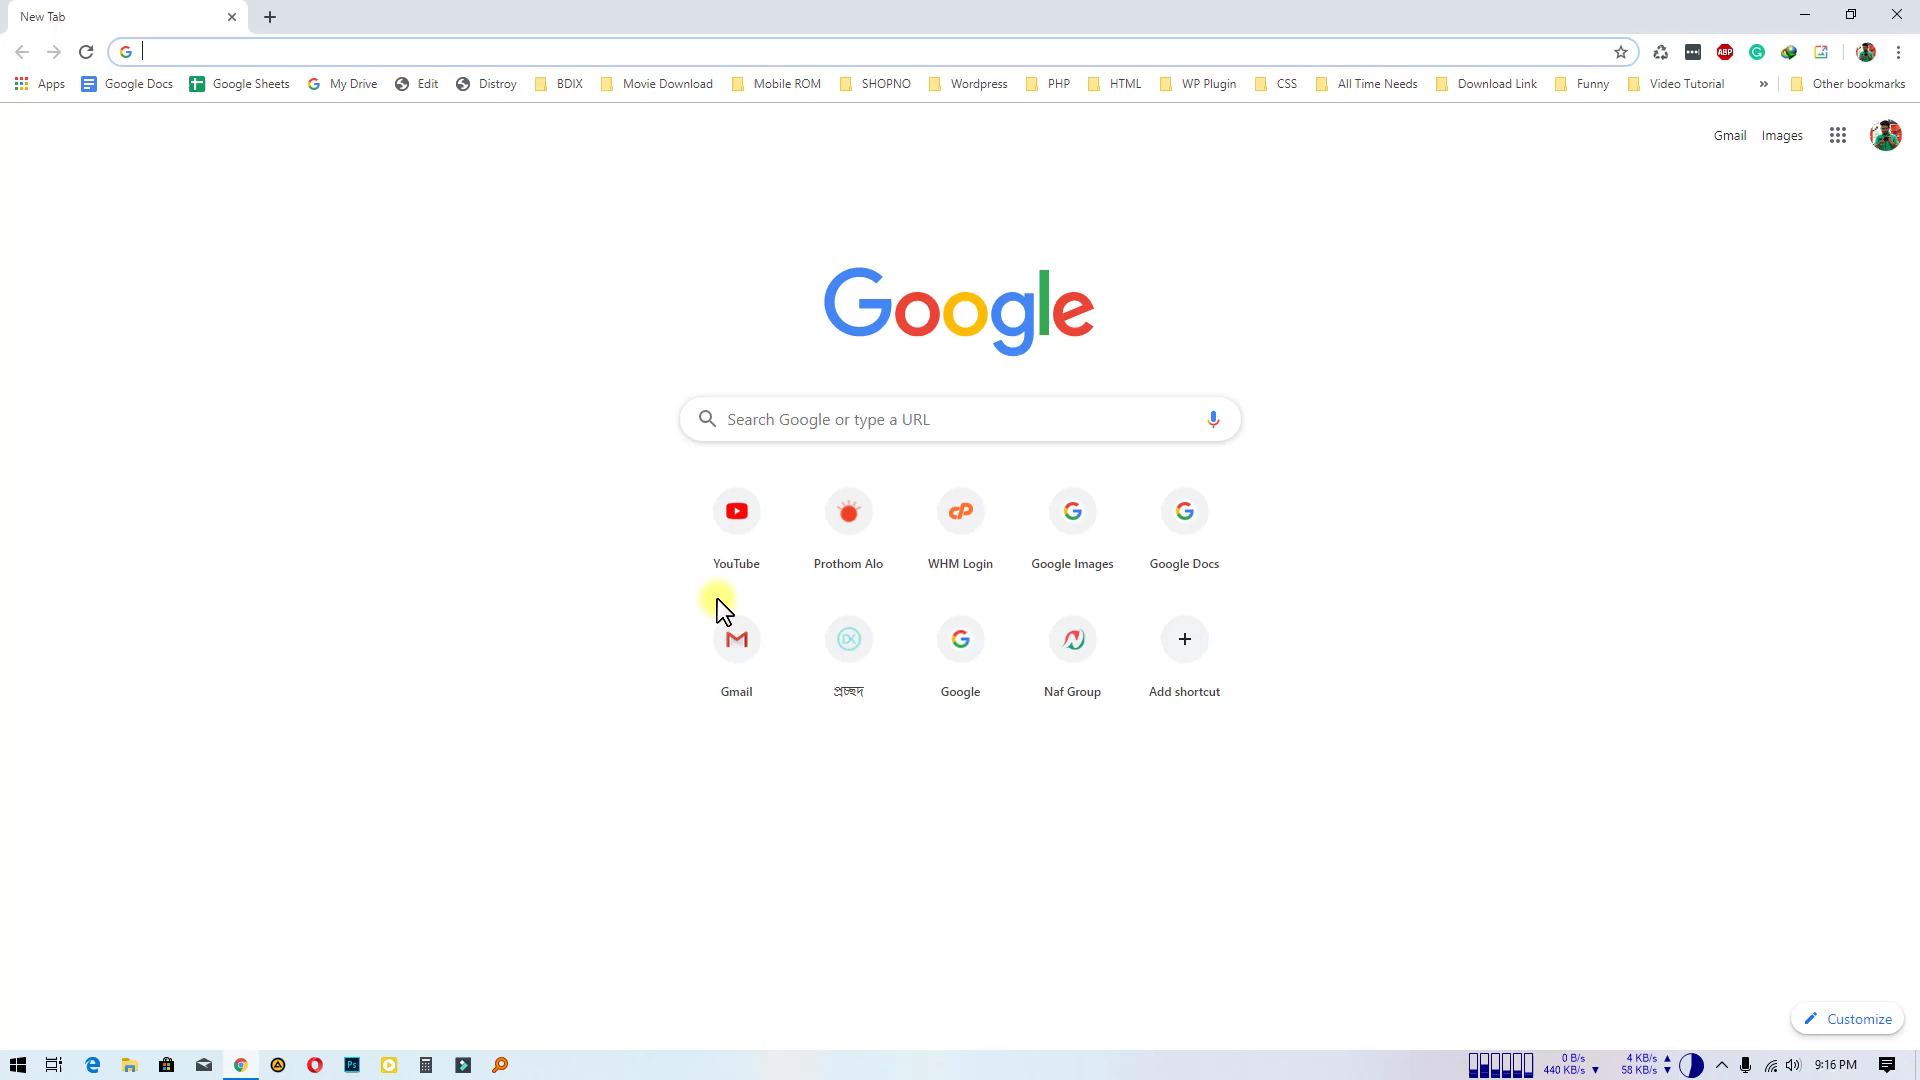 New Tab
Apps Google Docs Google Sheets My Drive Edit Distroy BDIX Movie Download Mobile ROM SHOPNO Wordpress PHP HTML WP Plugin CSS All Time Needs Download Link Funny Video Tutorial » Other bookmarks
ABP
Gmail Images
Google
Search Google or type a URL
YouTube Prothom Alo WHM Login Google Images Google Docs
Gmail প্রচ্ছদ Google Naf Group Add shortcut
Customize
Ps
0 B/s 4 KB/s
440 KB/s 58 KB/s
9:16 PM